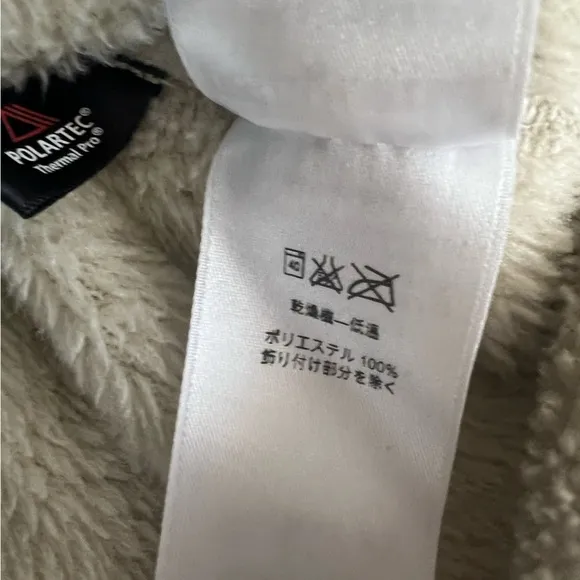 POLARTEC®
Thermal Pro®
40
乾燥機―低温
ポリエステル 100%
飾り付け部分を除く